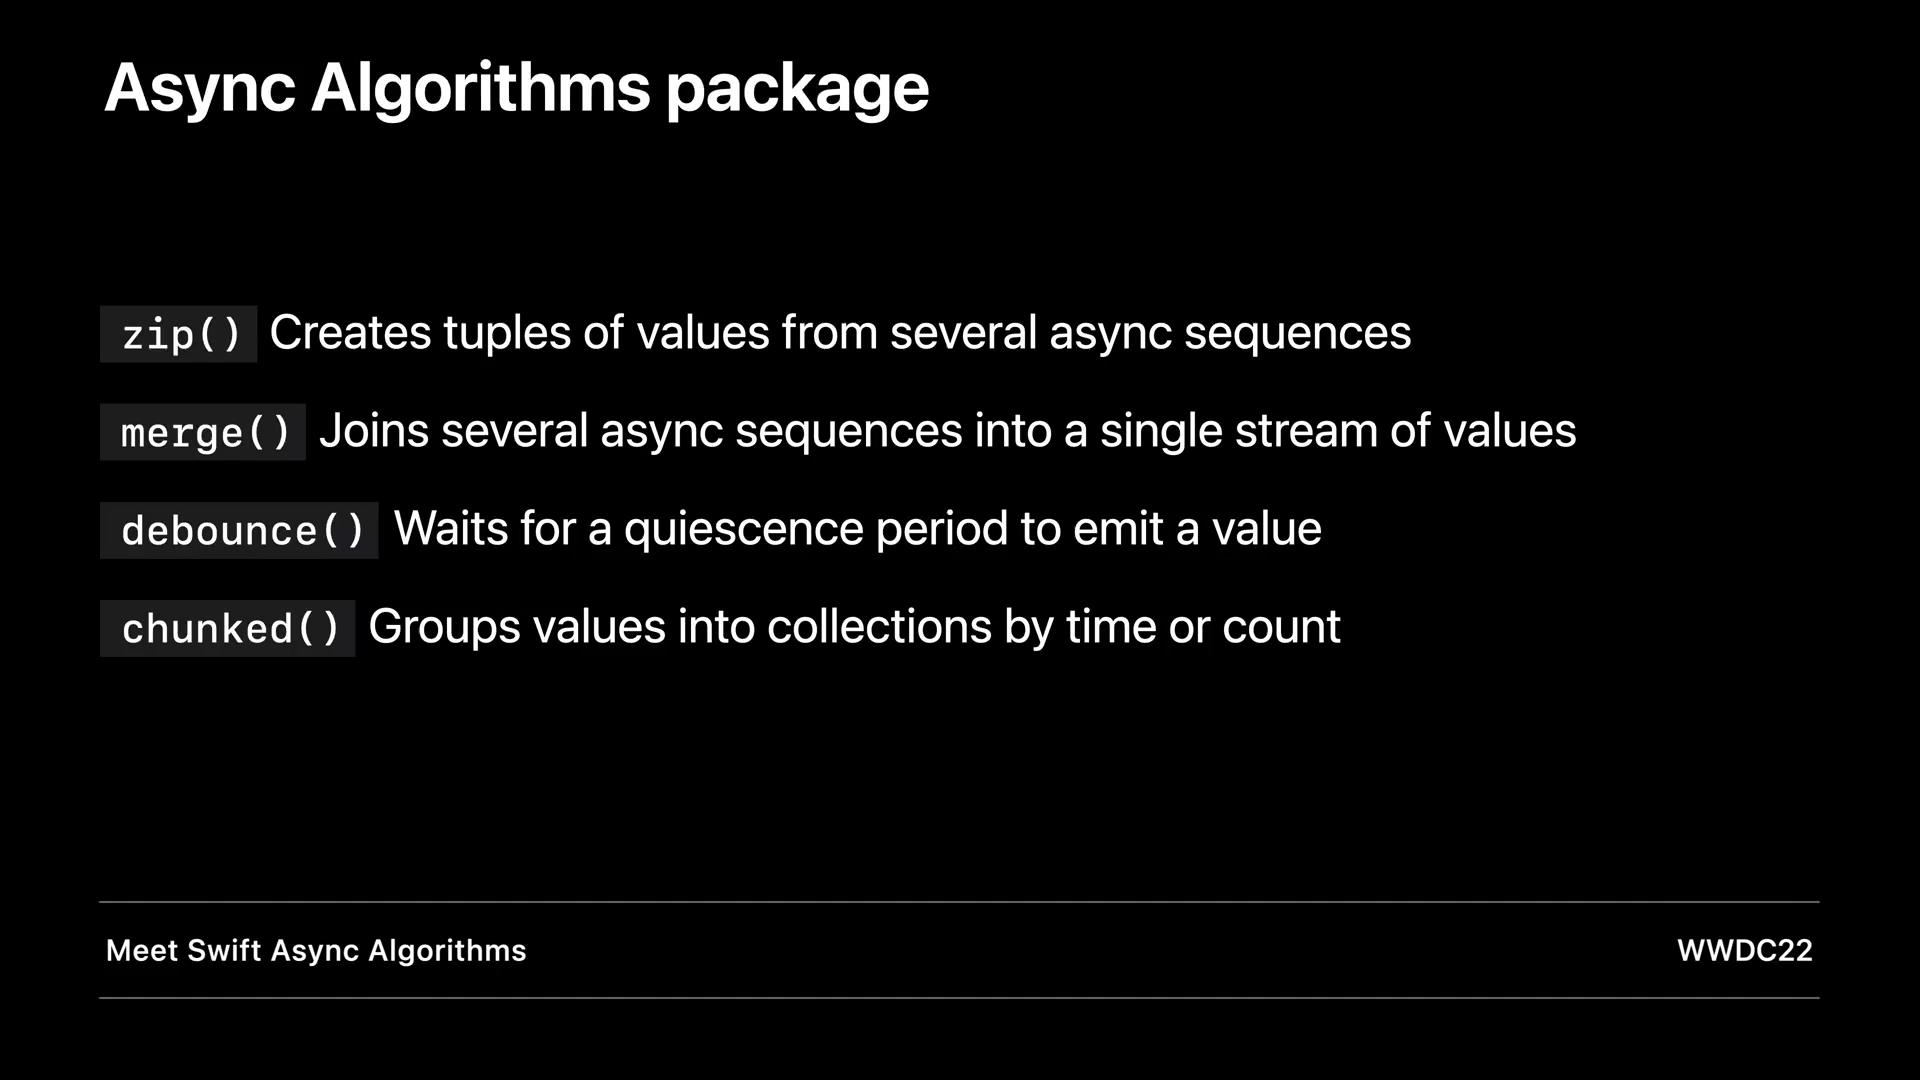 Async Algorithms package
zip() Creates tuples of values from several async sequences
merge() Joins several async sequences into a single stream of values
debounce() Waits for a quiescence period to emit a value
chunked() Groups values into collections by time or count
Meet Swift Async Algorithms
WWDC22